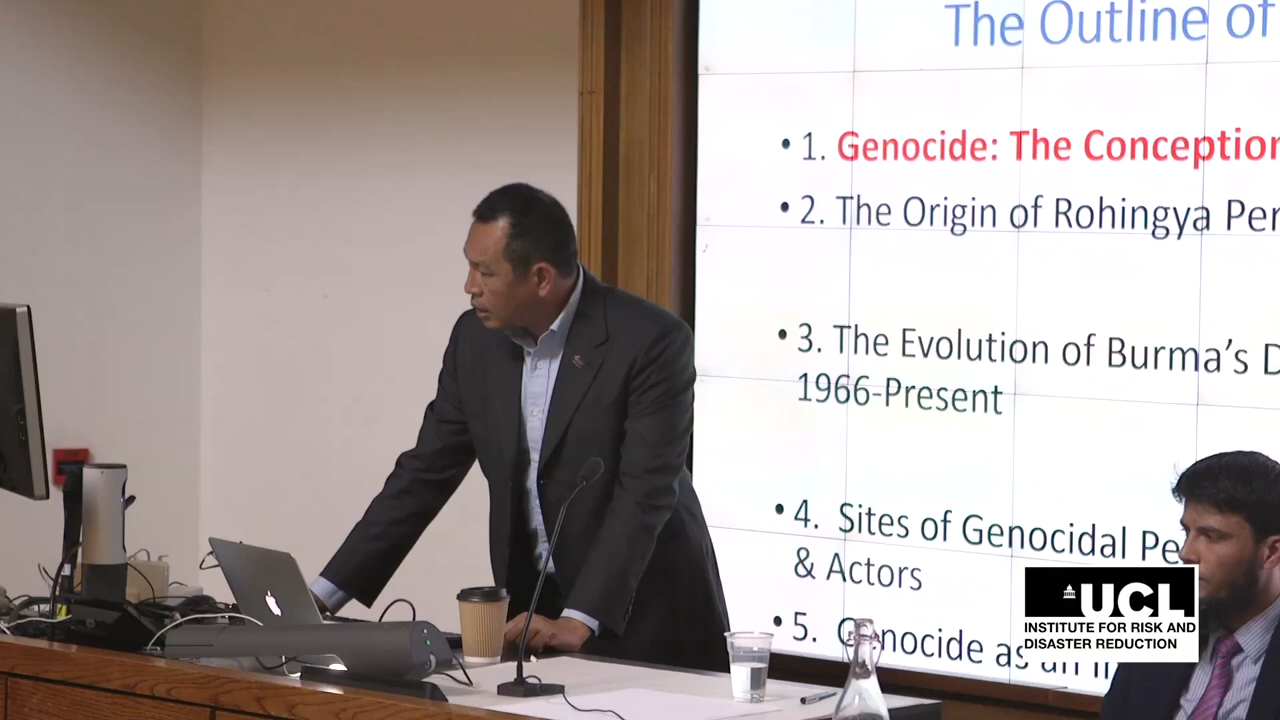 The Outline of
• 1. Genocide: The Conception
• 2. The Origin of Rohingya Per
• 3. The Evolution of Burma's D
1966-Present
• 4. Sites of Genocidal Pe
& Actors
• 5. Genocide as an
UCL
INSTITUTE FOR RISK AND
DISASTER REDUCTION